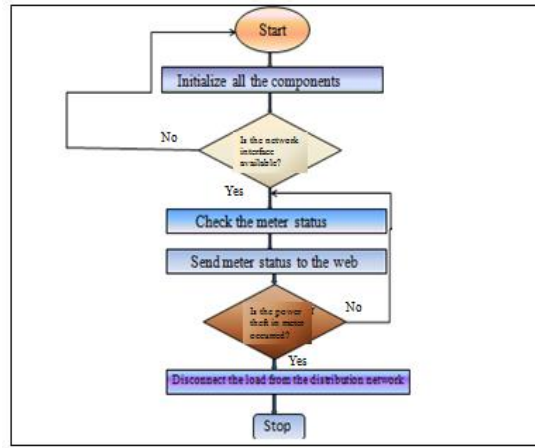 Start
Initialize all the components
Is the network
interface
available?
No
Yes
Check the meter status
Send meter status to the web
Is the power
theft in meter
occurred?
No
Yes
Disconnect the load from the distribution network
Stop